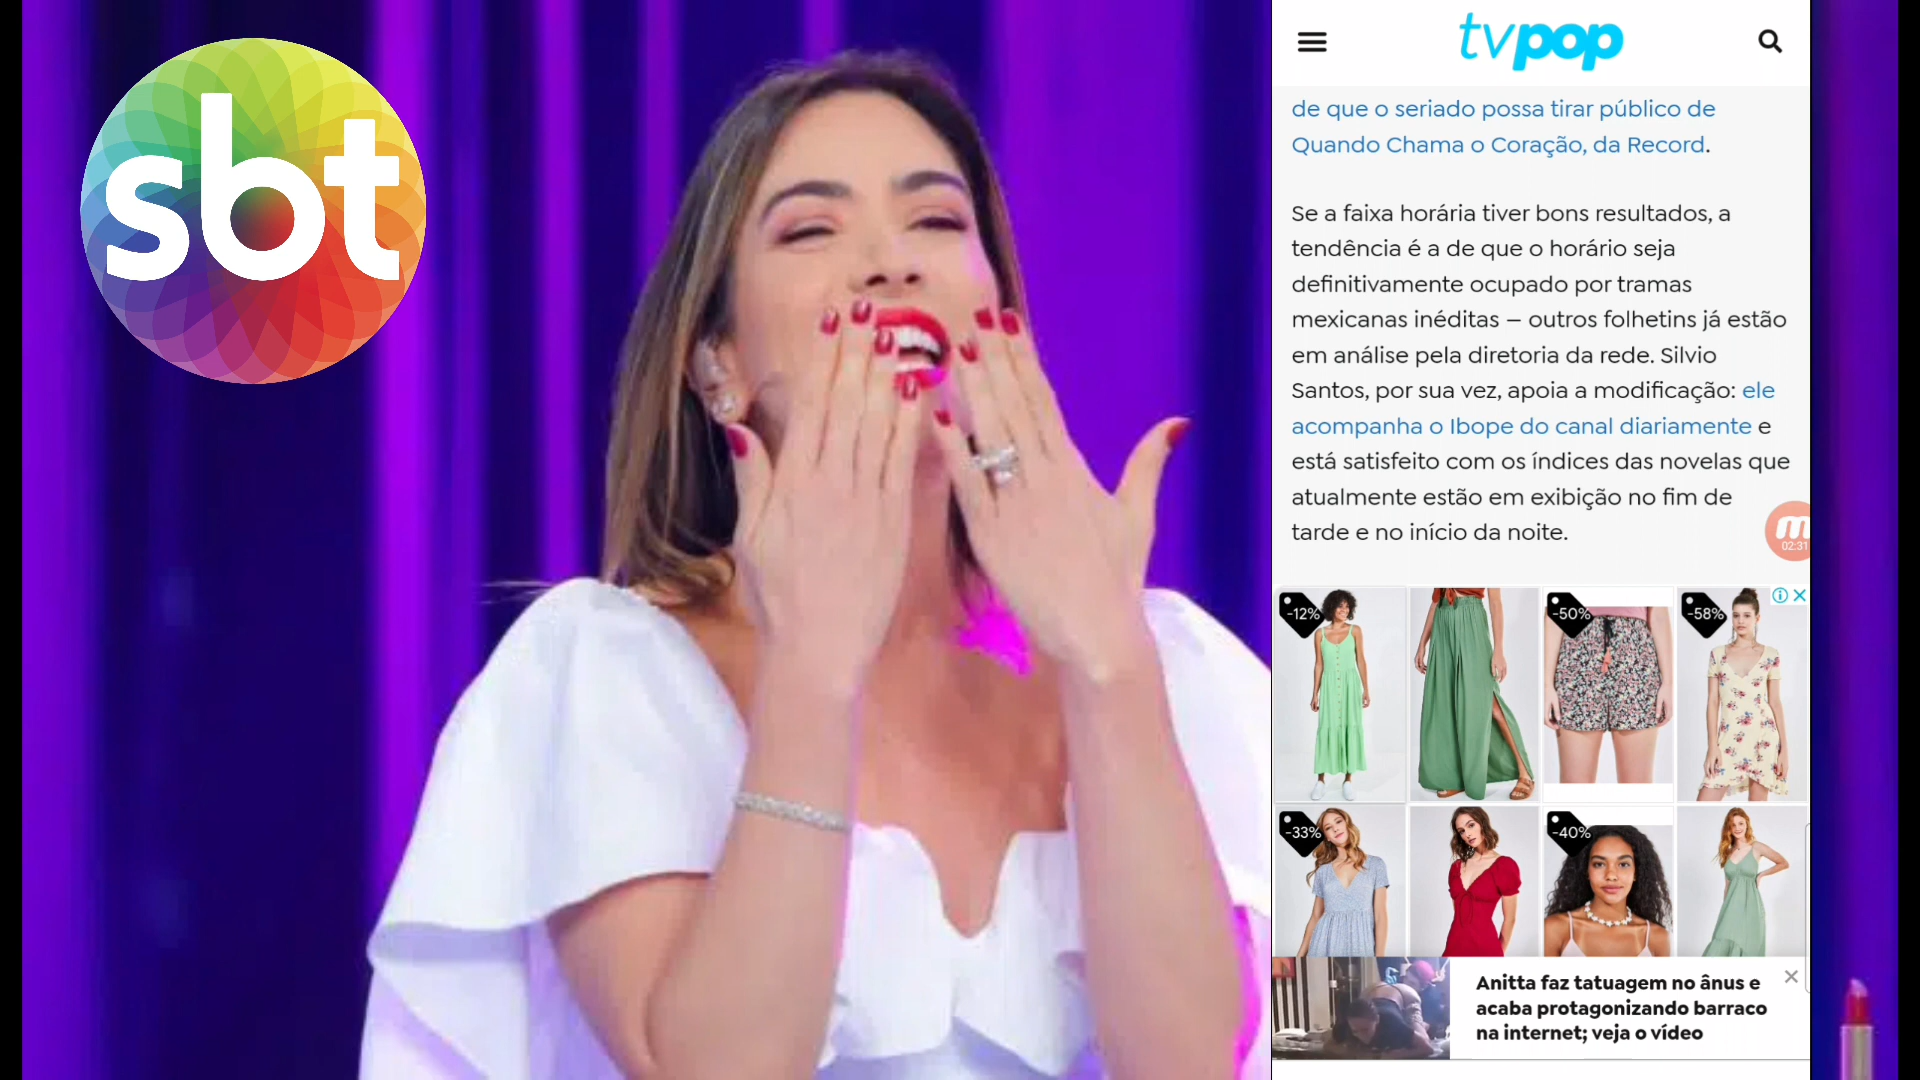 sbt
tvpop
de que o seriado possa tirar público de
Quando Chama o Coração, da Record.
Se a faixa horária tiver bons resultados, a
tendência é a de que o horário seja
definitivamente ocupado por tramas
mexicanas inéditas – outros folhetins já estão
em análise pela diretoria da rede. Silvio
Santos, por sua vez, apoia a modificação: ele
acompanha o Ibope do canal diariamente e
está satisfeito com os índices das novelas que
atualmente estão em exibição no fim de
tarde e no início da noite.
m
02:31
-12%
-50%
-58%
-33%
-40%
Anitta faz tatuagem no ânus e
acaba protagonizando barraco
na internet; veja o vídeo